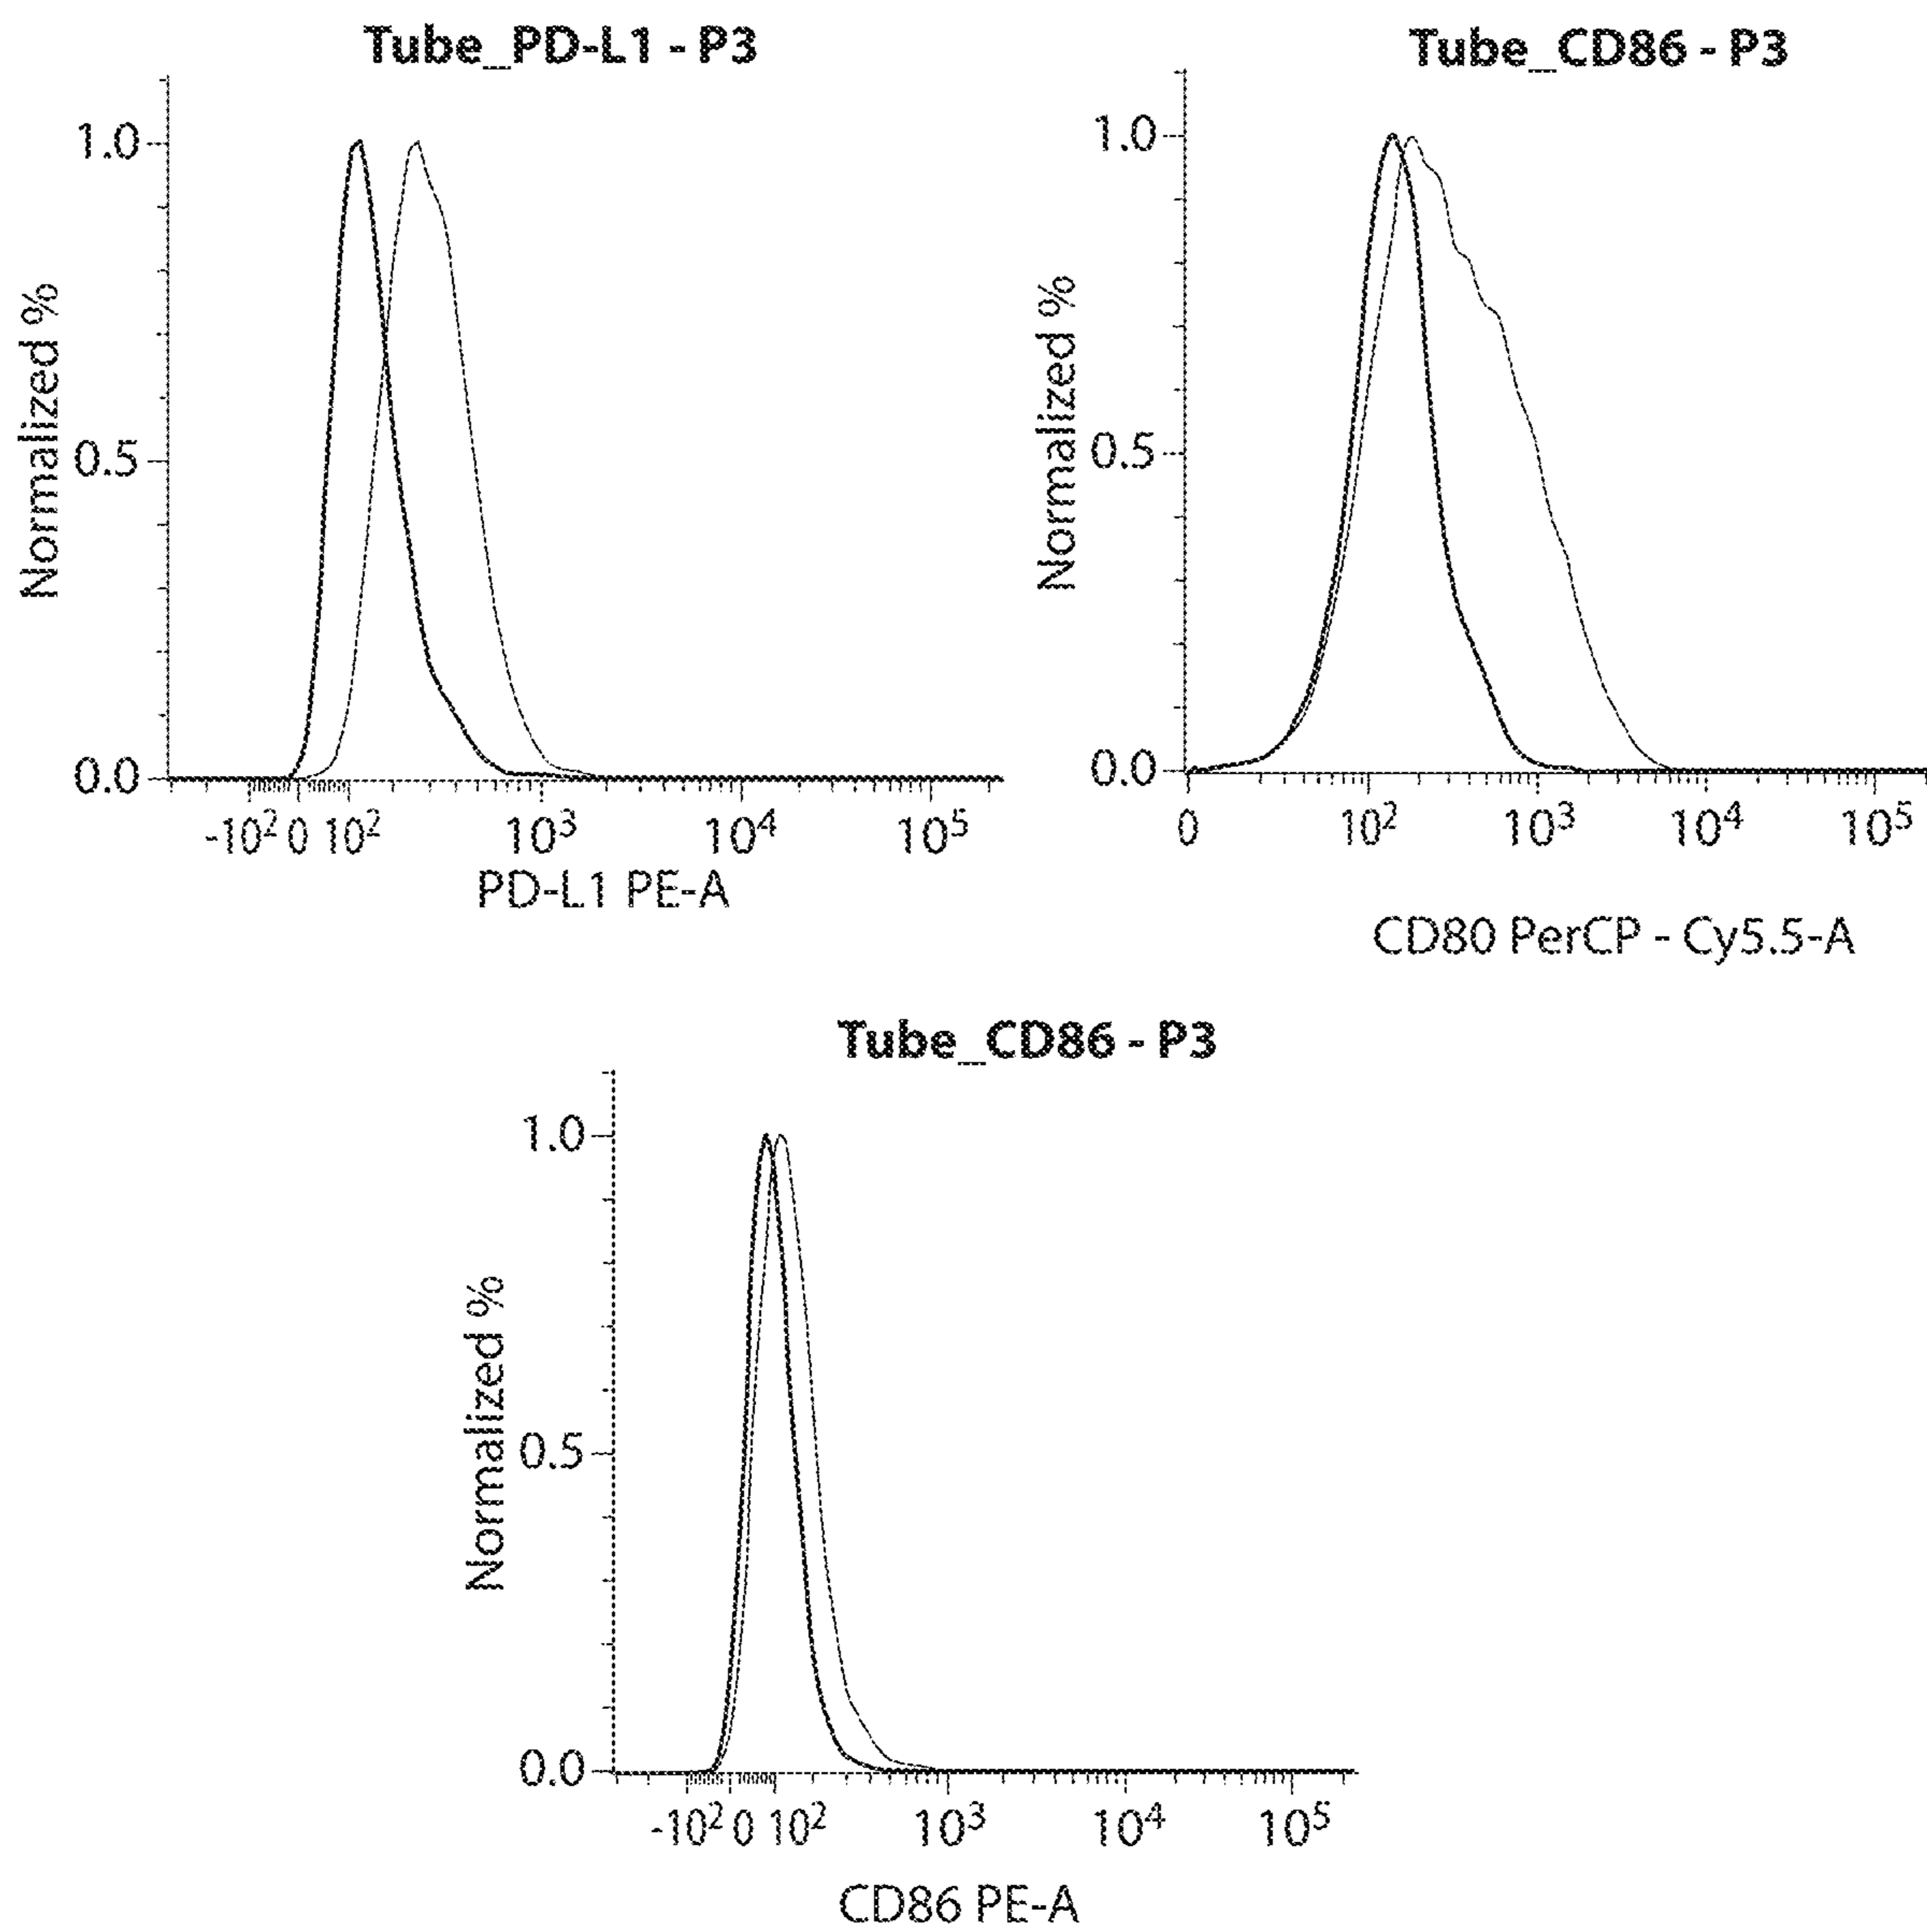 Tube_PD-L1 - P3
1.0
0.5
0.0
Normalized %
-10² 0 10² 10³ 10⁴ 10⁵
PD-L1 PE-A
Tube_CD86 - P3
1.0
0.5
0.0
Normalized %
0 10² 10³ 10⁴ 10⁵
CD80 PerCP - Cy5.5-A
Tube_CD86 - P3
1.0
0.5
0.0
Normalized %
-10² 0 10² 10³ 10⁴ 10⁵
CD86 PE-A